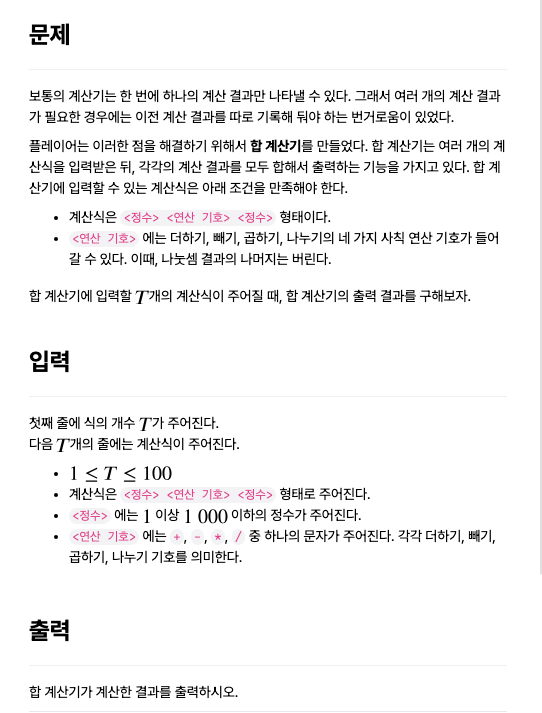 문제
보통의 계산기는 한 번에 하나의 계산 결과만 나타낼 수 있다. 그래서 여러 개의 계산 결과
가 필요한 경우에는 이전 계산 결과를 따로 기록해 둬야 하는 번거로움이 있었다.
플레이어는 이러한 점을 해결하기 위해서 합 계산기를 만들었다. 합 계산기는 여러 개의 계
산식을 입력받은 뒤, 각각의 계산 결과를 모두 합해서 출력하는 기능을 가지고 있다. 합 계
산기에 입력할 수 있는 계산식은 아래 조건을 만족해야 한다.
• 계산식은 <정수> <연산 기호> <정수> 형태이다.
• <연산 기호> 에는 더하기, 빼기, 곱하기, 나누기의 네 가지 사칙 연산 기호가 들어
갈 수 있다. 이때, 나눗셈 결과의 나머지는 버린다.
합 계산기에 입력할 T개의 계산식이 주어질 때, 합 계산기의 출력 결과를 구해보자.
입력
첫째 줄에 식의 개수 T가 주어진다.
다음 T개의 줄에는 계산식이 주어진다.
• 1 ≤ T ≤ 100
• 계산식은 <정수> <연산 기호> <정수> 형태로 주어진다.
• <정수> 에는 1 이상 1 000 이하의 정수가 주어진다.
• <연산 기호> 에는 +, -, *, / 중 하나의 문자가 주어진다. 각각 더하기, 빼기,
곱하기, 나누기 기호를 의미한다.
출력
합 계산기가 계산한 결과를 출력하시오.